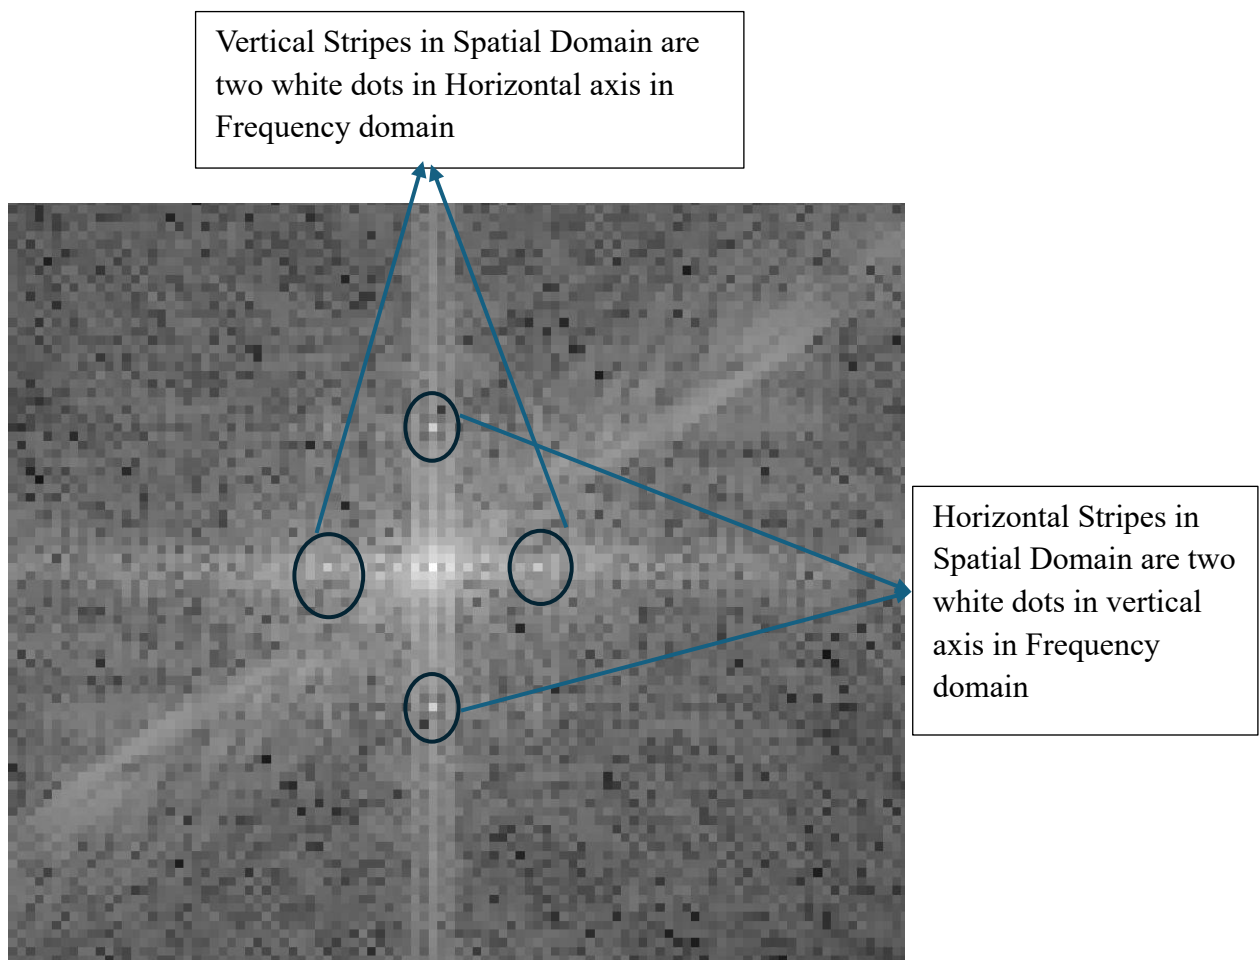 Vertical Stripes in Spatial Domain are
two white dots in Horizontal axis in
Frequency domain
Horizontal Stripes in
Spatial Domain are two
white dots in vertical
axis in Frequency
domain